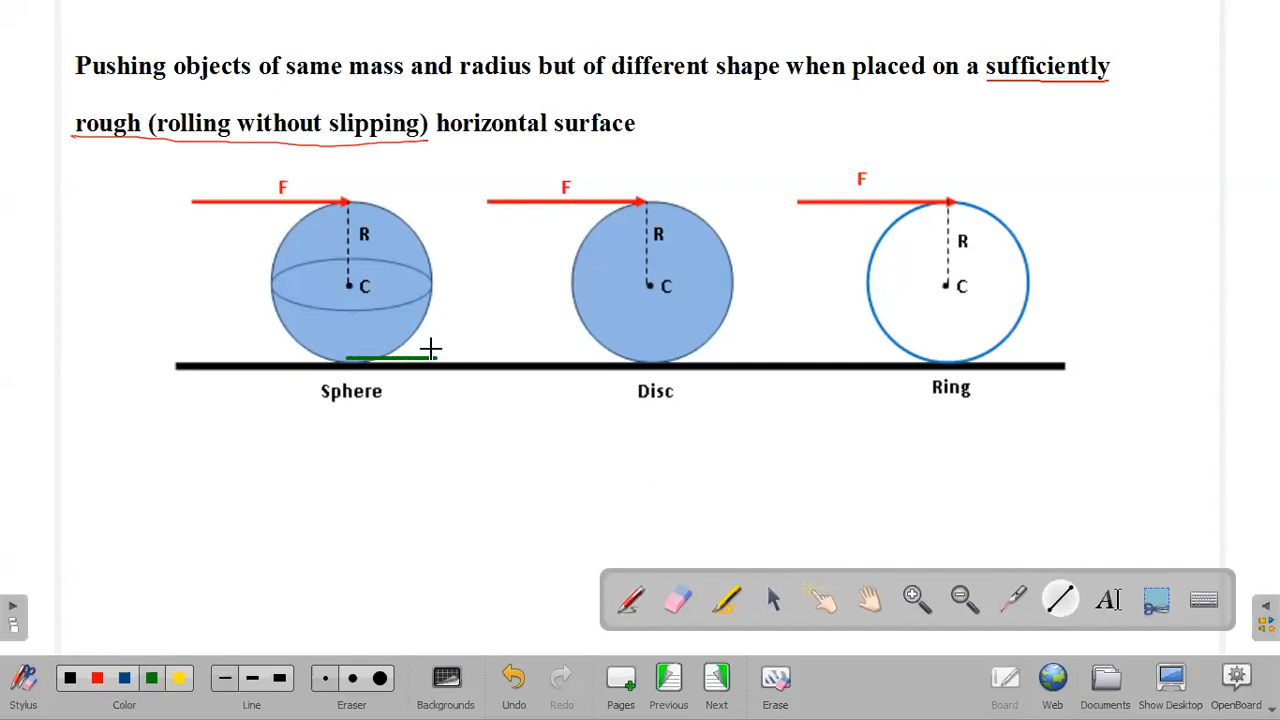 Pushing objects of same mass and radius but of different shape when placed on a sufficiently
rough (rolling without slipping) horizontal surface
F F F
R R R
C C C
Sphere Disc Ring
Stylus Color Line Eraser Backgrounds Undo Redo Pages Previous Next Erase Board Web Documents Show Desktop OpenBoard